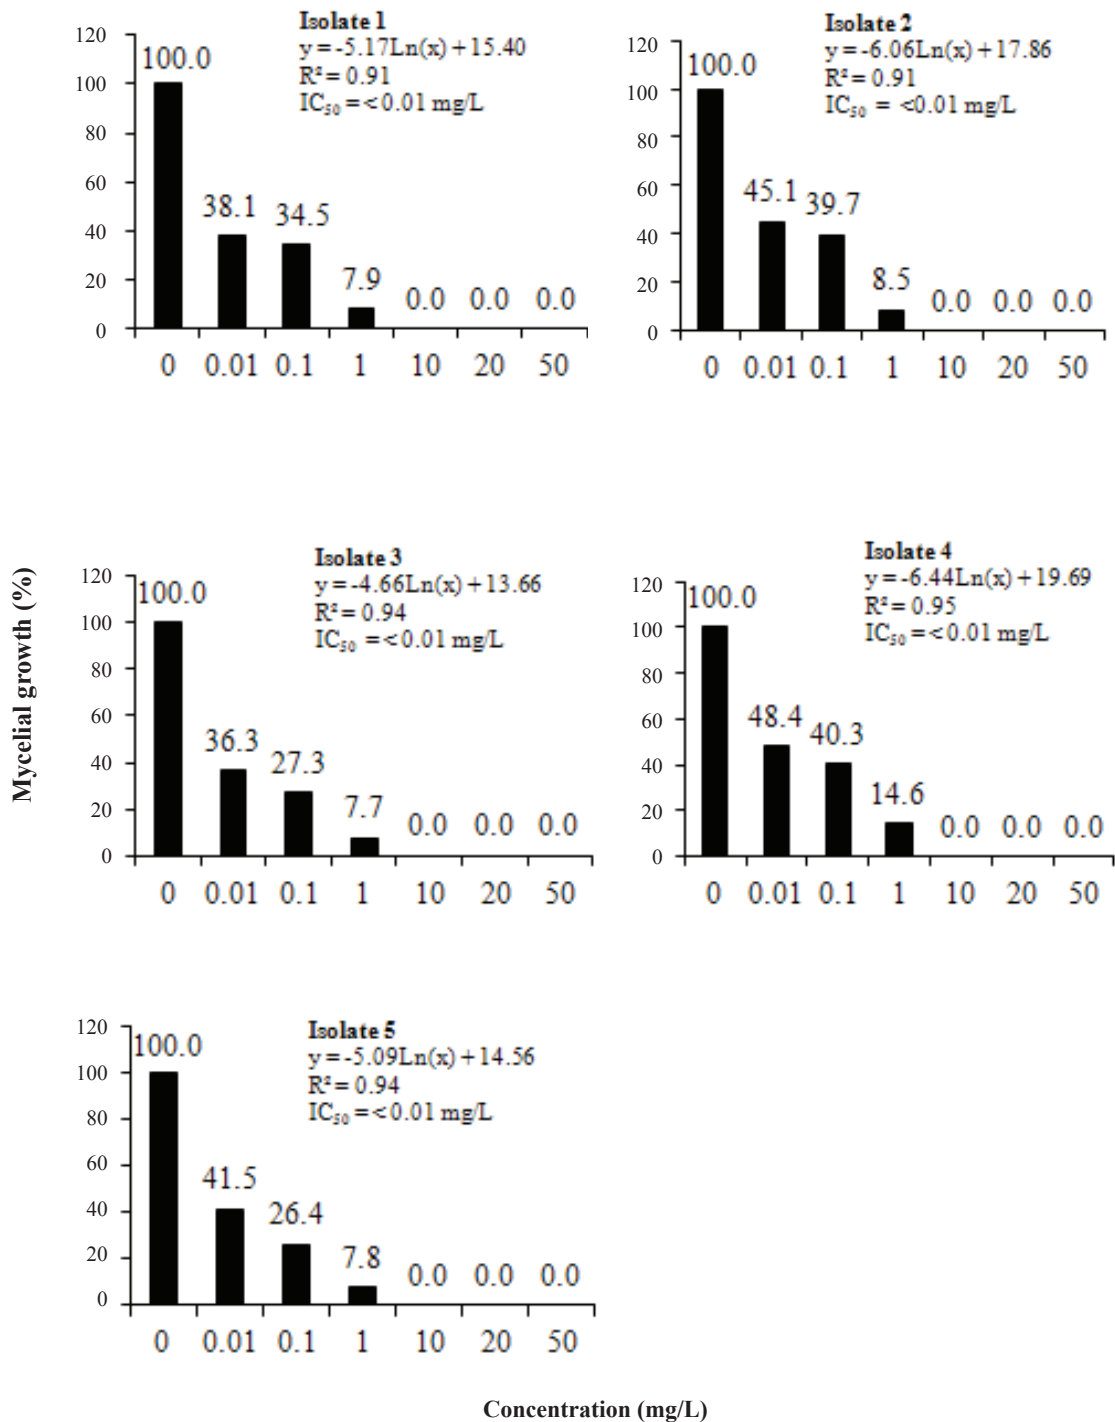 Isolate 1
y = -5.17Ln(x) + 15.40
R² = 0.91
IC₅₀ = < 0.01 mg/L
120
100
80
60
40
20
0
100.0
38.1
34.5
7.9
0.0 0.0 0.0
0 0.01 0.1 1 10 20 50
Isolate 2
y = -6.06Ln(x) + 17.86
R² = 0.91
IC₅₀ = <0.01 mg/L
120
100
80
60
40
20
0
100.0
45.1
39.7
8.5
0.0 0.0 0.0
0 0.01 0.1 1 10 20 50
Mycelial growth (%)
Isolate 3
y = -4.66Ln(x) + 13.66
R² = 0.94
IC₅₀ = < 0.01 mg/L
120
100
80
60
40
20
0
100.0
36.3
27.3
7.7
0.0 0.0 0.0
0 0.01 0.1 1 10 20 50
Isolate 4
y = -6.44Ln(x) + 19.69
R² = 0.95
IC₅₀ = < 0.01 mg/L
120
100
80
60
40
20
0
100.0
48.4
40.3
14.6
0.0 0.0 0.0
0 0.01 0.1 1 10 20 50
Isolate 5
y = -5.09Ln(x) + 14.56
R² = 0.94
IC₅₀ = < 0.01 mg/L
120
100
80
60
40
20
0
100.0
41.5
26.4
7.8
0.0 0.0 0.0
0 0.01 0.1 1 10 20 50
Concentration (mg/L)